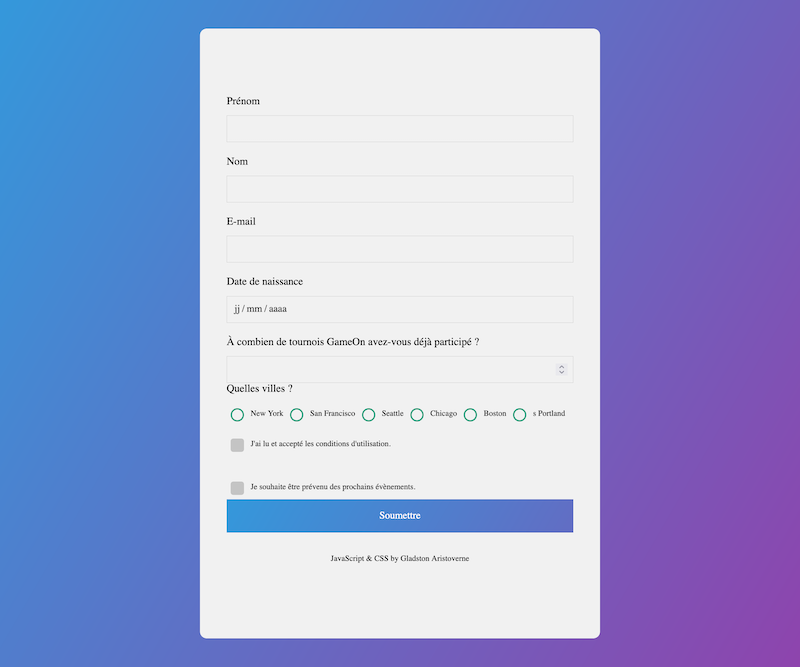 Prénom
Nom
E-mail
Date de naissance
jj / mm / aaaa
À combien de tournois GameOn avez-vous déjà participé ?
Quelles villes ?
New York San Francisco Seattle Chicago Boston s Portland
J'ai lu et accepté les conditions d'utilisation.
Je souhaite être prévenu des prochains évènements.
Soumettre
JavaScript & CSS by Gladston Aristoverne